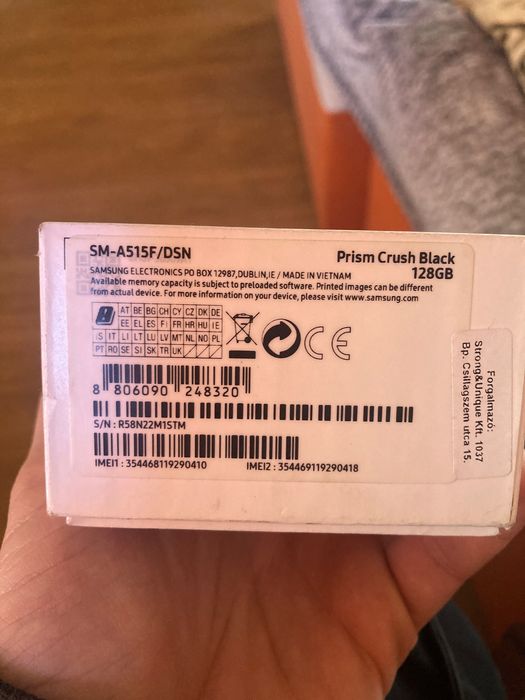 SM-A515F/DSN
Prism Crush Black
128GB
SAMSUNG ELECTRONICS PO BOX 12987,DUBLIN,IE / MADE IN VIETNAM
Available memory capacity is subject to preloaded software. Printed images can be different
from actual device. For more information on your device, please visit www.samsung.com
AT BE BG CH CY CZ DK DE
EE EL ES FI FR HR HU IE
IS IT LI LT LU LV MT NL NO PL
PT RO SE SI SK TR UK
CE
8 806090 248320
S/N : R58N22M1STM
IMEI1 : 354468119290410
IMEI2 : 354469119290418
Forgalmazó:
Strong&Unique Kft. 1037
Bp. Csillagszem utca 15.